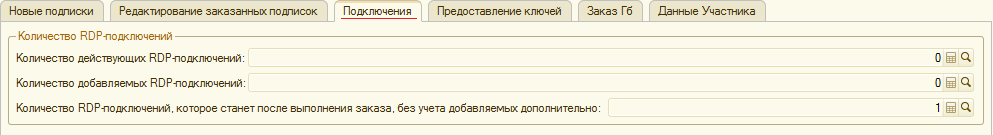 Новые подписки Редактирование заказанных подписок Подключения Предоставление ключей Заказ Гб Данные Участника
Количество RDP-подключений
Количество действующих RDP-подключений: 0
Количество добавляемых RDP-подключений: 0
Количество RDP-подключений, которое станет после выполнения заказа, без учета добавляемых дополнительно: 1